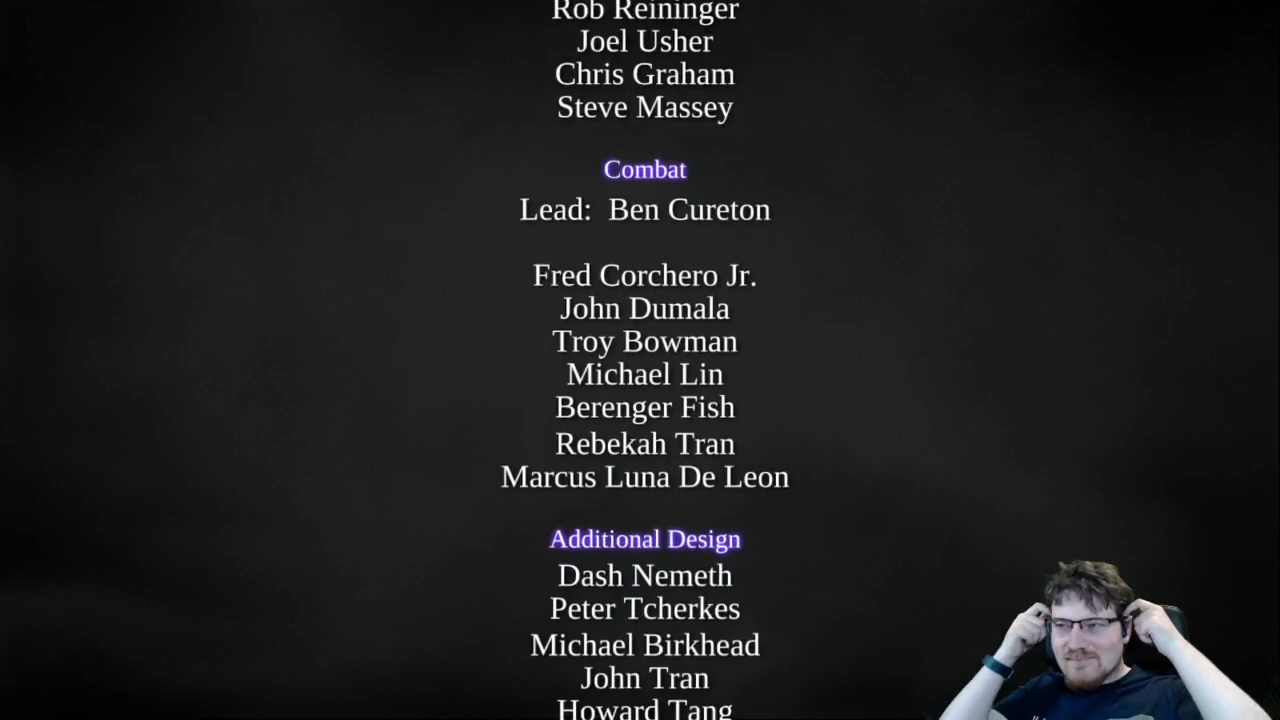 Rob Reininger
Joel Usher
Chris Graham
Steve Massey
Combat
Lead:  Ben Cureton
Fred Corchero Jr.
John Dumala
Troy Bowman
Michael Lin
Berenger Fish
Rebekah Tran
Marcus Luna De Leon
Additional Design
Dash Nemeth
Peter Tcherkes
Michael Birkhead
John Tran
Howard Tang